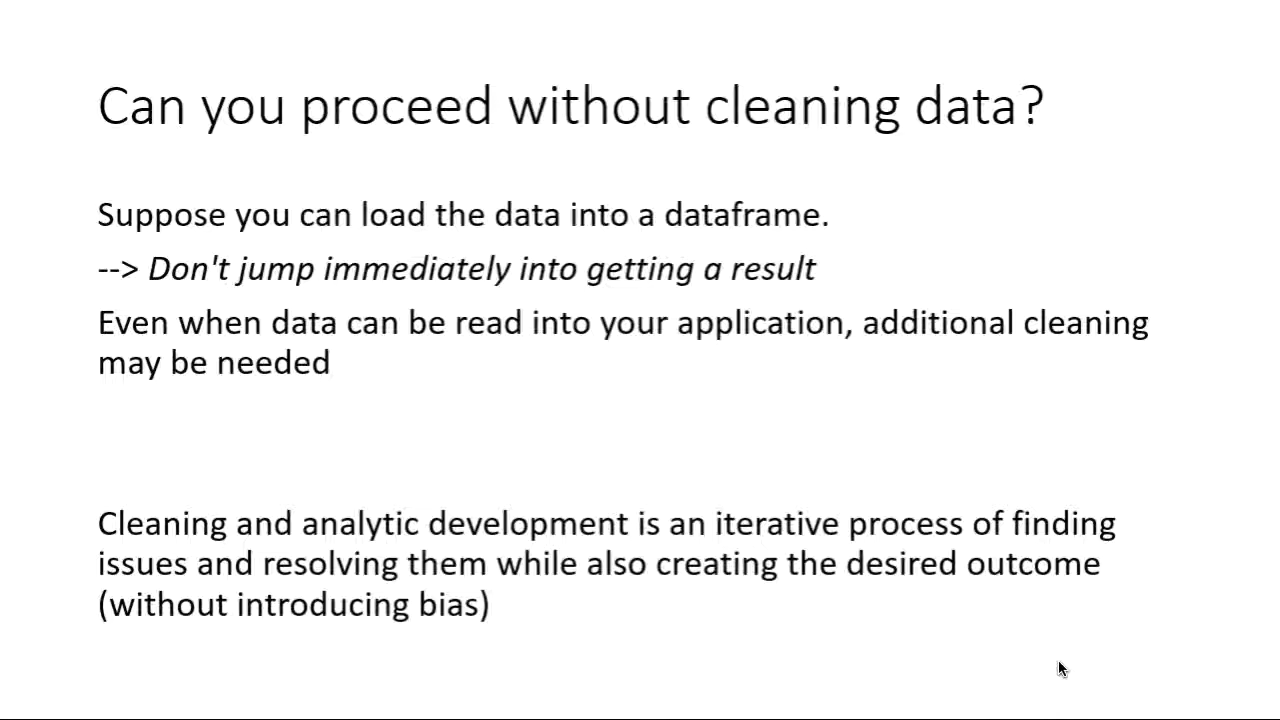 Can you proceed without cleaning data?
Suppose you can load the data into a dataframe.
--> Don't jump immediately into getting a result
Even when data can be read into your application, additional cleaning
may be needed
Cleaning and analytic development is an iterative process of finding
issues and resolving them while also creating the desired outcome
(without introducing bias)